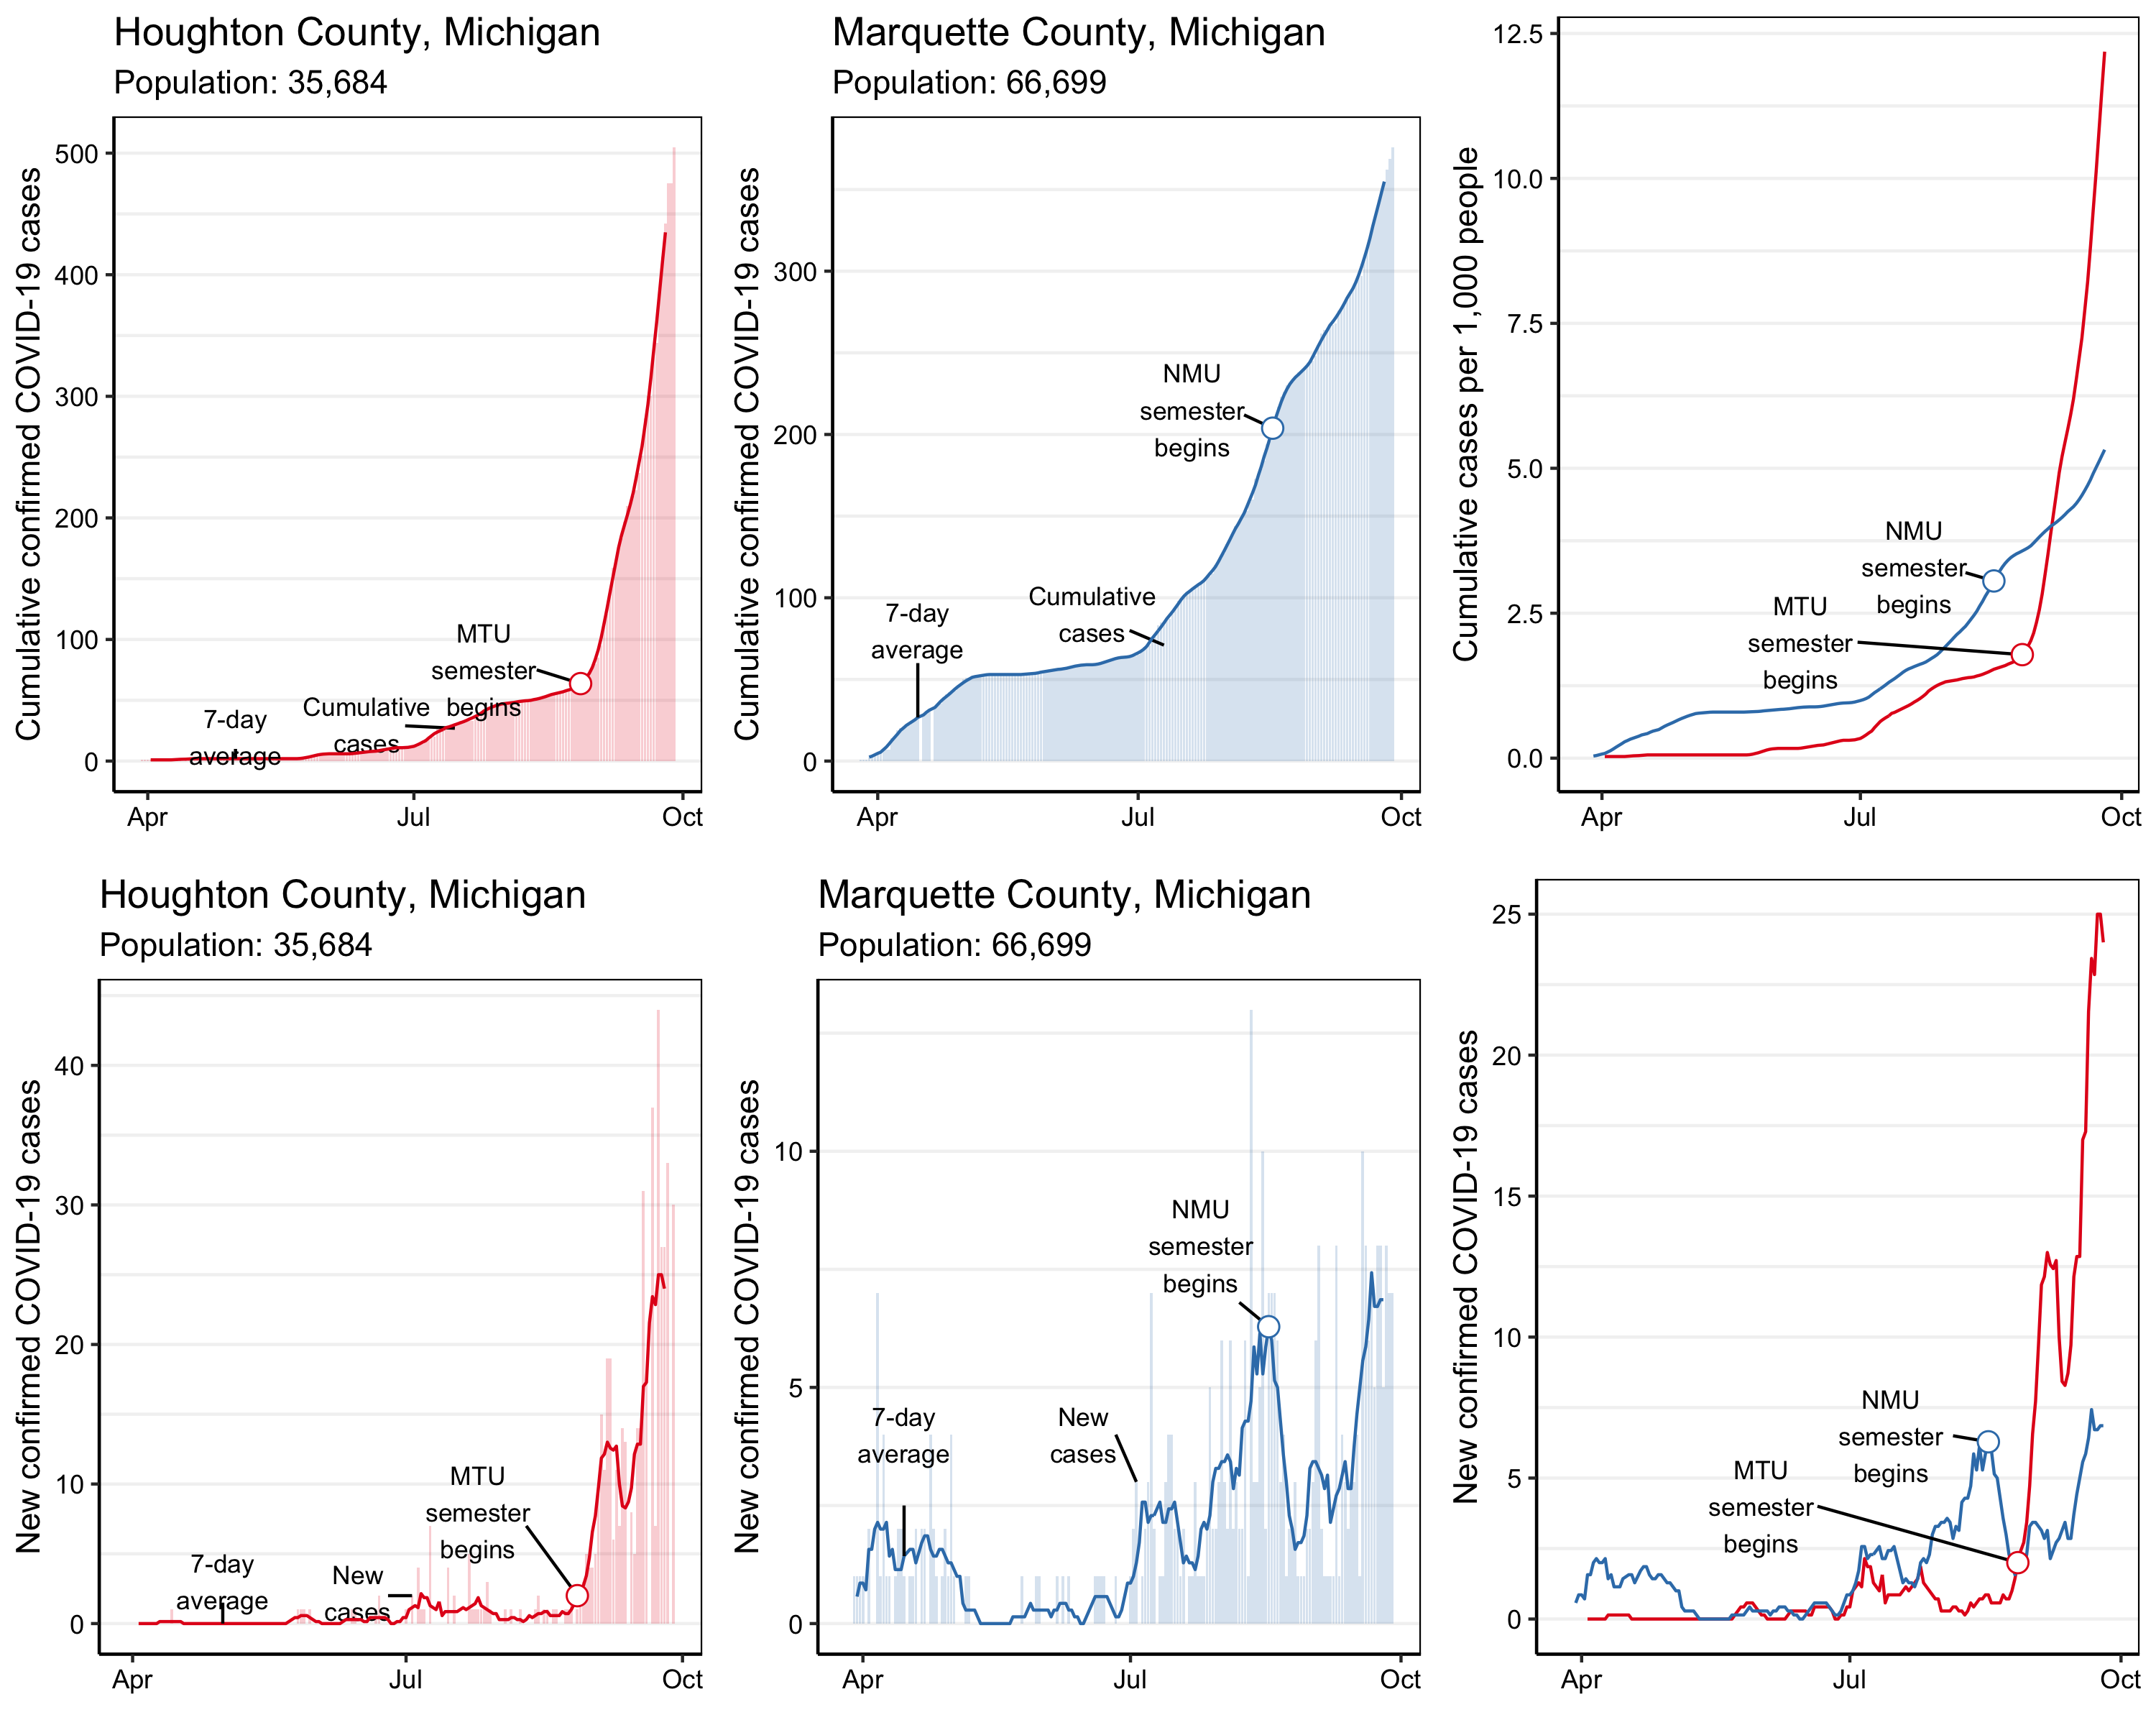 Houghton County, Michigan
Population: 35,684
Cumulative confirmed COVID-19 cases
500
400
300
200
100
0
MTU
semester
begins
Cumulative
cases
7-day
average
Apr
Jul
Oct
Marquette County, Michigan
Population: 66,699
Cumulative confirmed COVID-19 cases
300
200
100
0
NMU
semester
begins
Cumulative
cases
7-day
average
Apr
Jul
Oct
Cumulative cases per 1,000 people
12.5
10.0
7.5
5.0
2.5
0.0
NMU
semester
begins
MTU
semester
begins
Apr
Jul
Oct
Houghton County, Michigan
Population: 35,684
New confirmed COVID-19 cases
40
30
20
10
0
MTU
semester
begins
7-day
average
New
cases
Apr
Jul
Oct
Marquette County, Michigan
Population: 66,699
New confirmed COVID-19 cases
10
5
0
NMU
semester
begins
7-day
average
New
cases
Apr
Jul
Oct
New confirmed COVID-19 cases
25
20
15
10
5
0
NMU
semester
begins
MTU
semester
begins
Apr
Jul
Oct